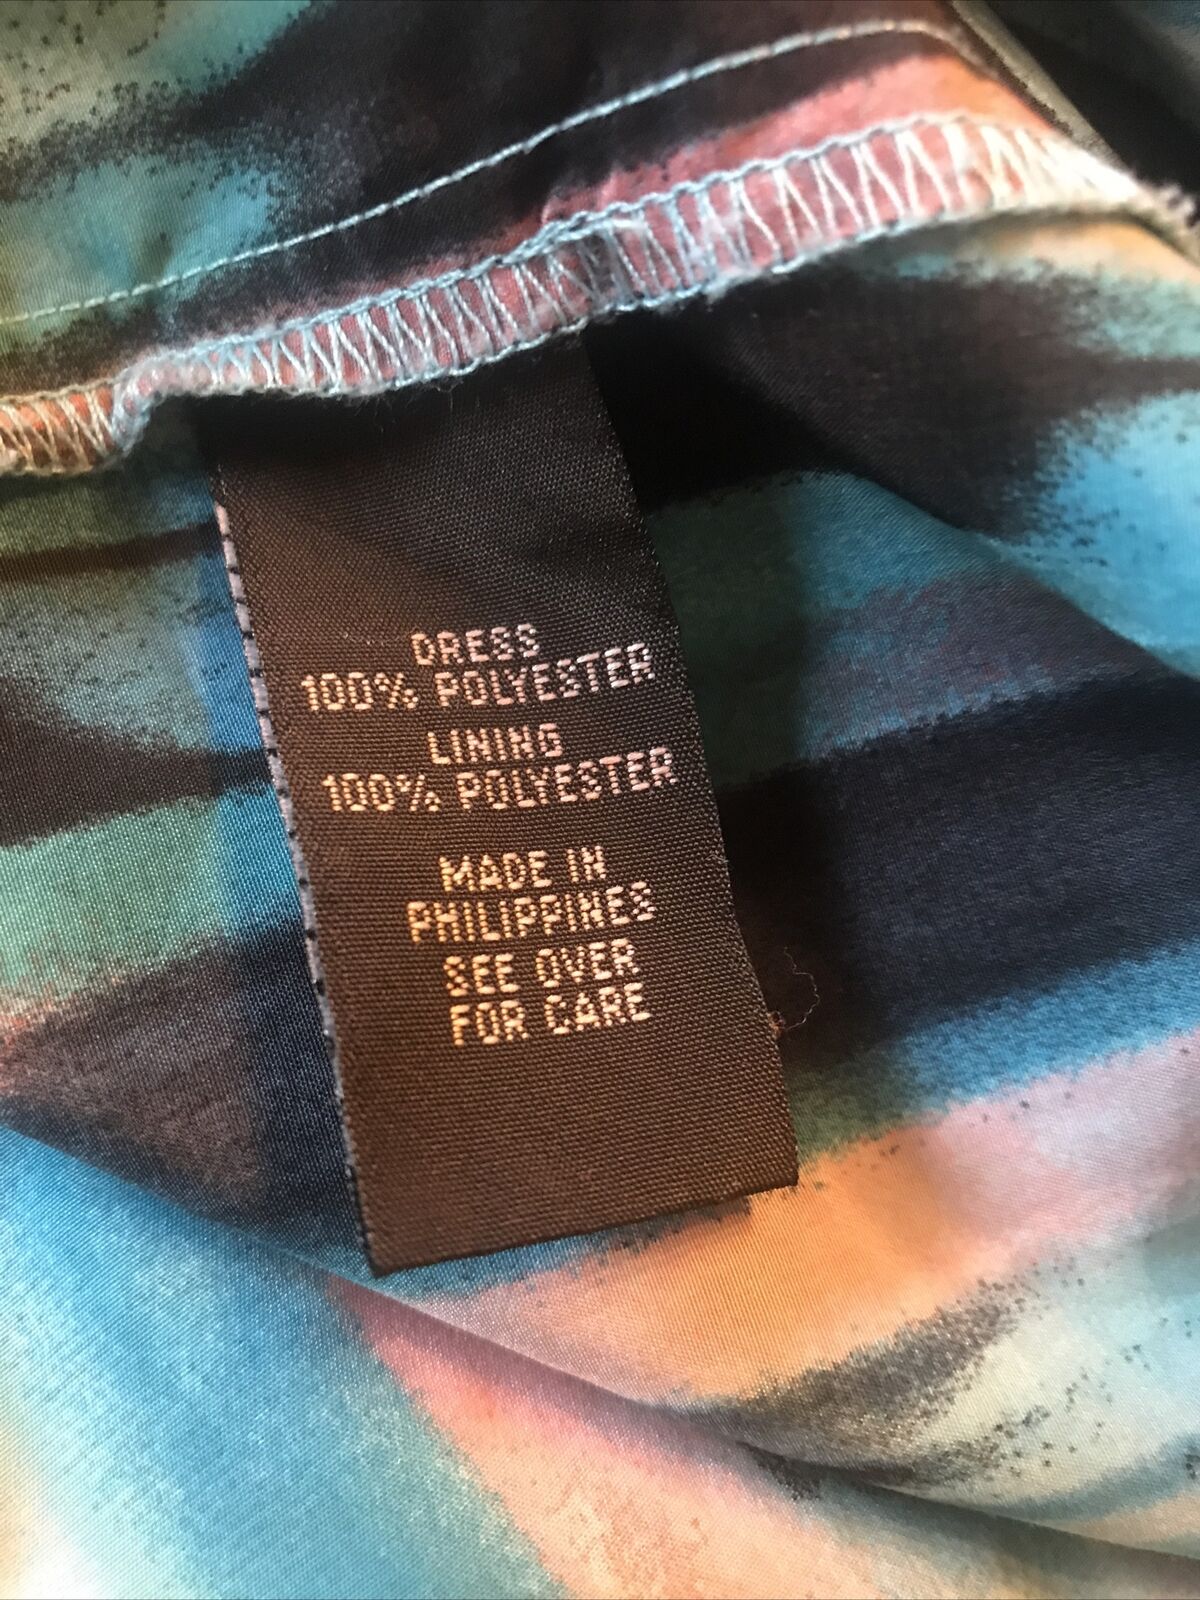 DRESS
100% POLYESTER
LINING
100% POLYESTER
MADE IN
PHILIPPINES
SEE OVER
FOR CARE